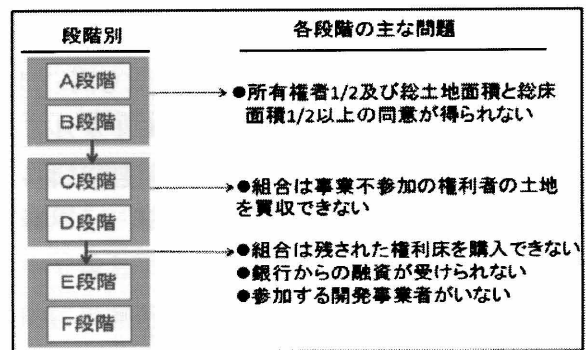 段階別
各段階の主な問題
A段階
B段階
●所有権者1/2及び総土地面積と総床
面積1/2以上の同意が得られない
C段階
D段階
●組合は事業不参加の権利者の土地
を買収できない
●組合は残された権利床を購入できない
●銀行からの融資が受けられない
●参加する開発事業者がいない
E段階
F段階